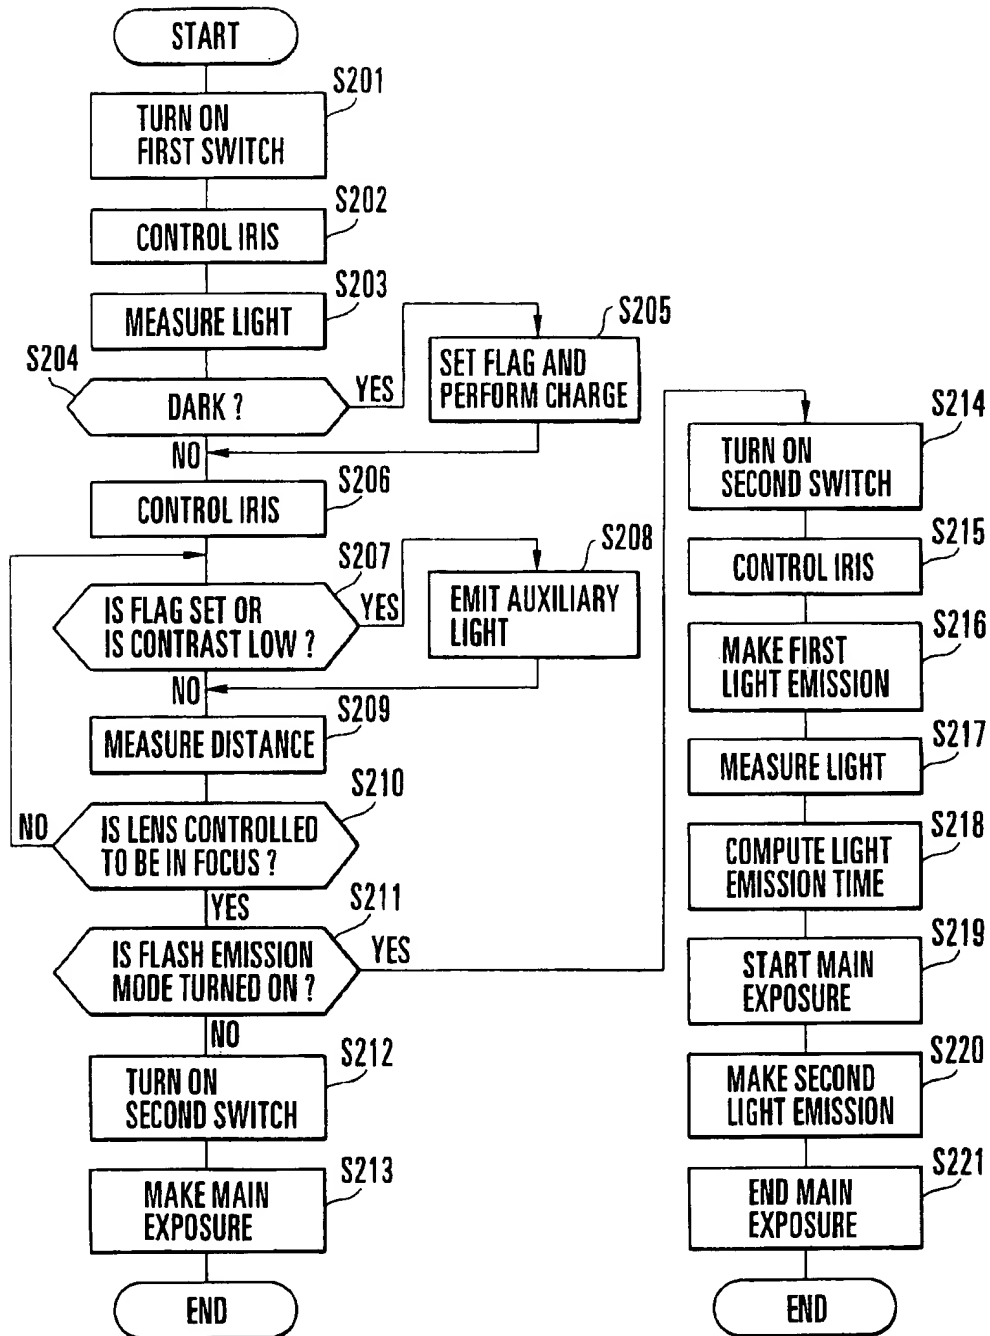 START
S201
TURN ON
FIRST SWITCH
S202
CONTROL IRIS
S203
MEASURE LIGHT
S204
DARK ?
YES
S205
SET FLAG AND
PERFORM CHARGE
NO
S206
CONTROL IRIS
S207
IS FLAG SET OR
IS CONTRAST LOW ?
YES
S208
EMIT AUXILIARY
LIGHT
NO
S209
MEASURE DISTANCE
S210
IS LENS CONTROLLED
TO BE IN FOCUS ?
NO
YES
S211
IS FLASH EMISSION
MODE TURNED ON ?
YES
NO
S212
TURN ON
SECOND SWITCH
S213
MAKE MAIN
EXPOSURE
END
S214
TURN ON
SECOND SWITCH
S215
CONTROL IRIS
S216
MAKE FIRST
LIGHT EMISSION
S217
MEASURE LIGHT
S218
COMPUTE LIGHT
EMISSION TIME
S219
START MAIN
EXPOSURE
S220
MAKE SECOND
LIGHT EMISSION
S221
END MAIN
EXPOSURE
END